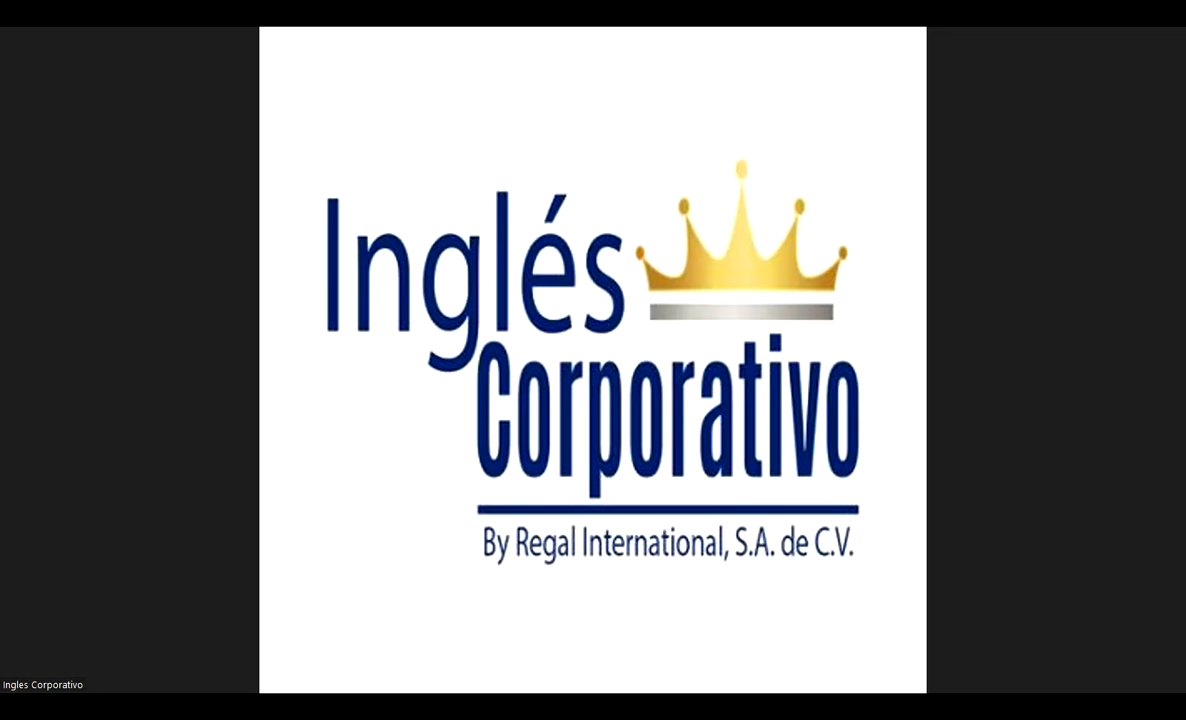 Inglés
Corporativo
By Regal International, S.A. de C.V.
Ingles Corporativo